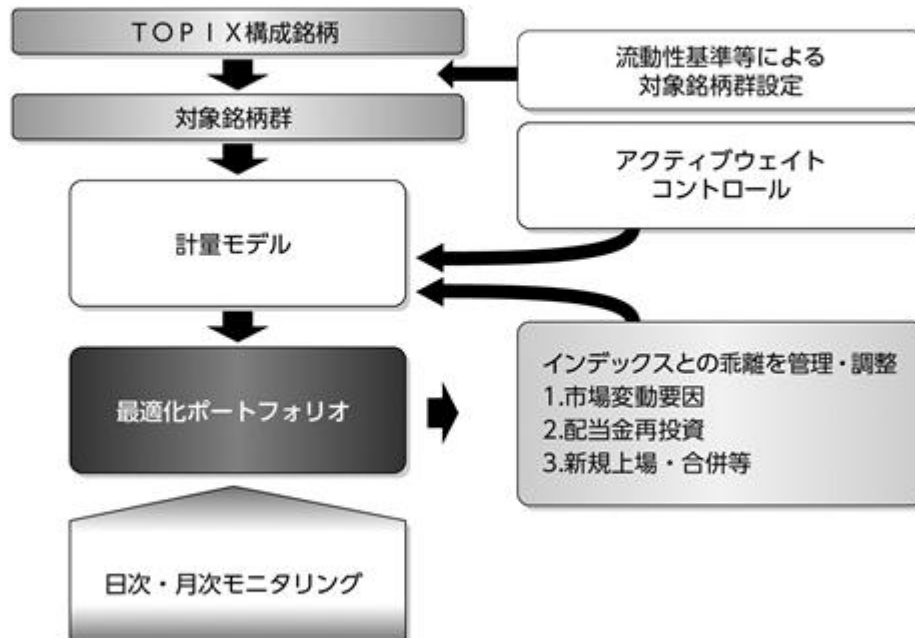 ＴＯＰＩＸ構成銘柄
流動性基準等による
対象銘柄群設定
対象銘柄群
アクティブウェイト
コントロール
計量モデル
最適化ポートフォリオ
インデックスとの乖離を管理・調整
1.市場変動要因
2.配当金再投資
3.新規上場・合併等
日次・月次モニタリング